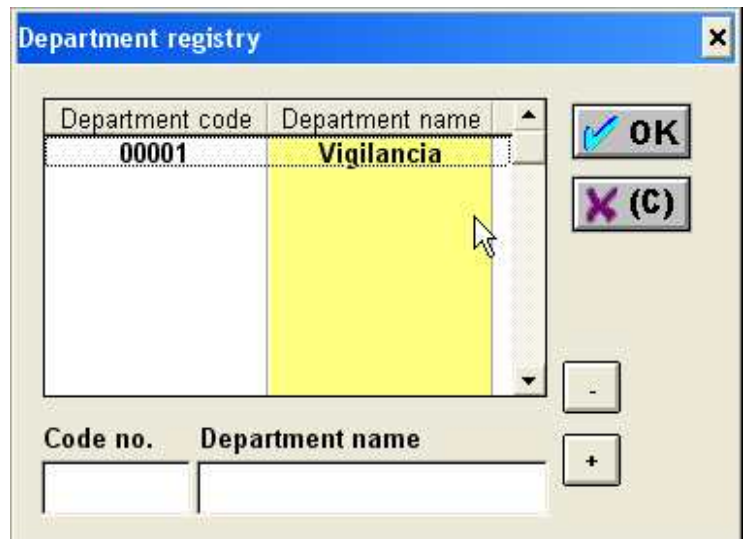 Department registry
Department code Department name
00001 Vigilancia
OK
(C)
-
Code no. Department name
+